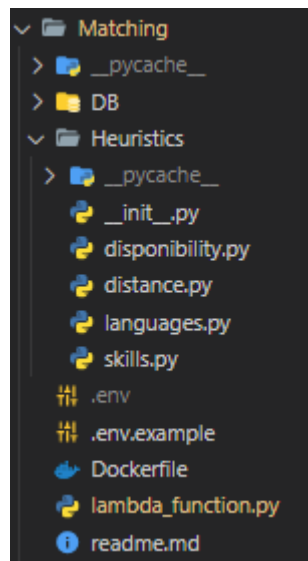 Matching
__pycache__
DB
Heuristics
__pycache__
__init__.py
disponibility.py
distance.py
languages.py
skills.py
.env
.env.example
Dockerfile
lambda_function.py
readme.md